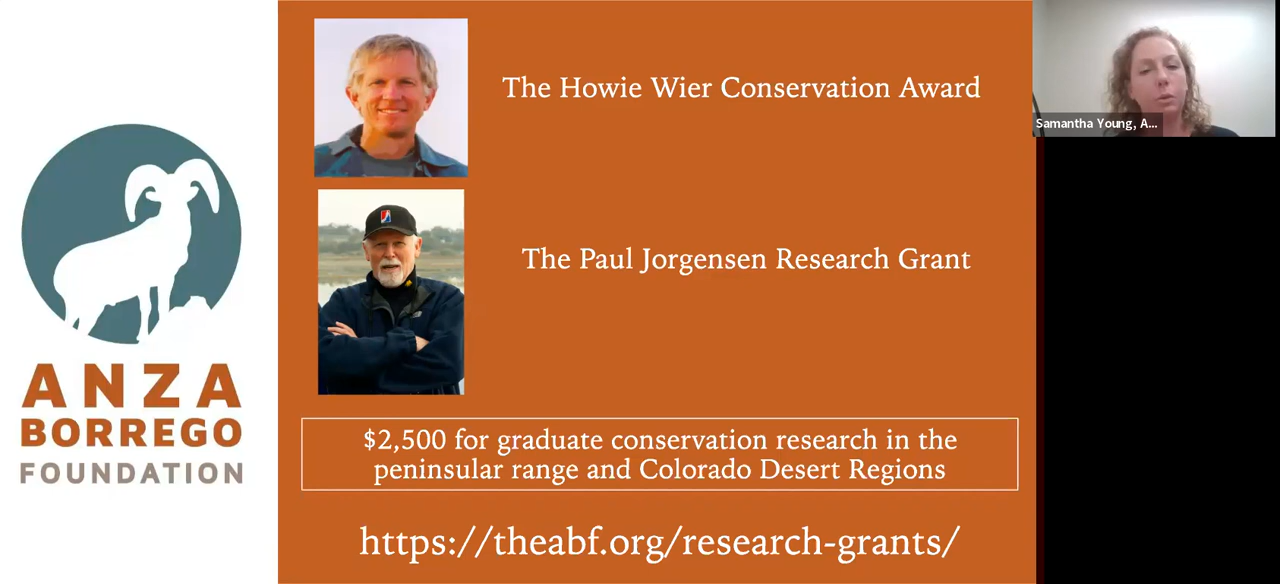 The Howie Wier Conservation Award
Samantha Young, A...
The Paul Jorgensen Research Grant
ANZA
BORREGO
FOUNDATION
$2,500 for graduate conservation research in the
peninsular range and Colorado Desert Regions
https://theabf.org/research-grants/